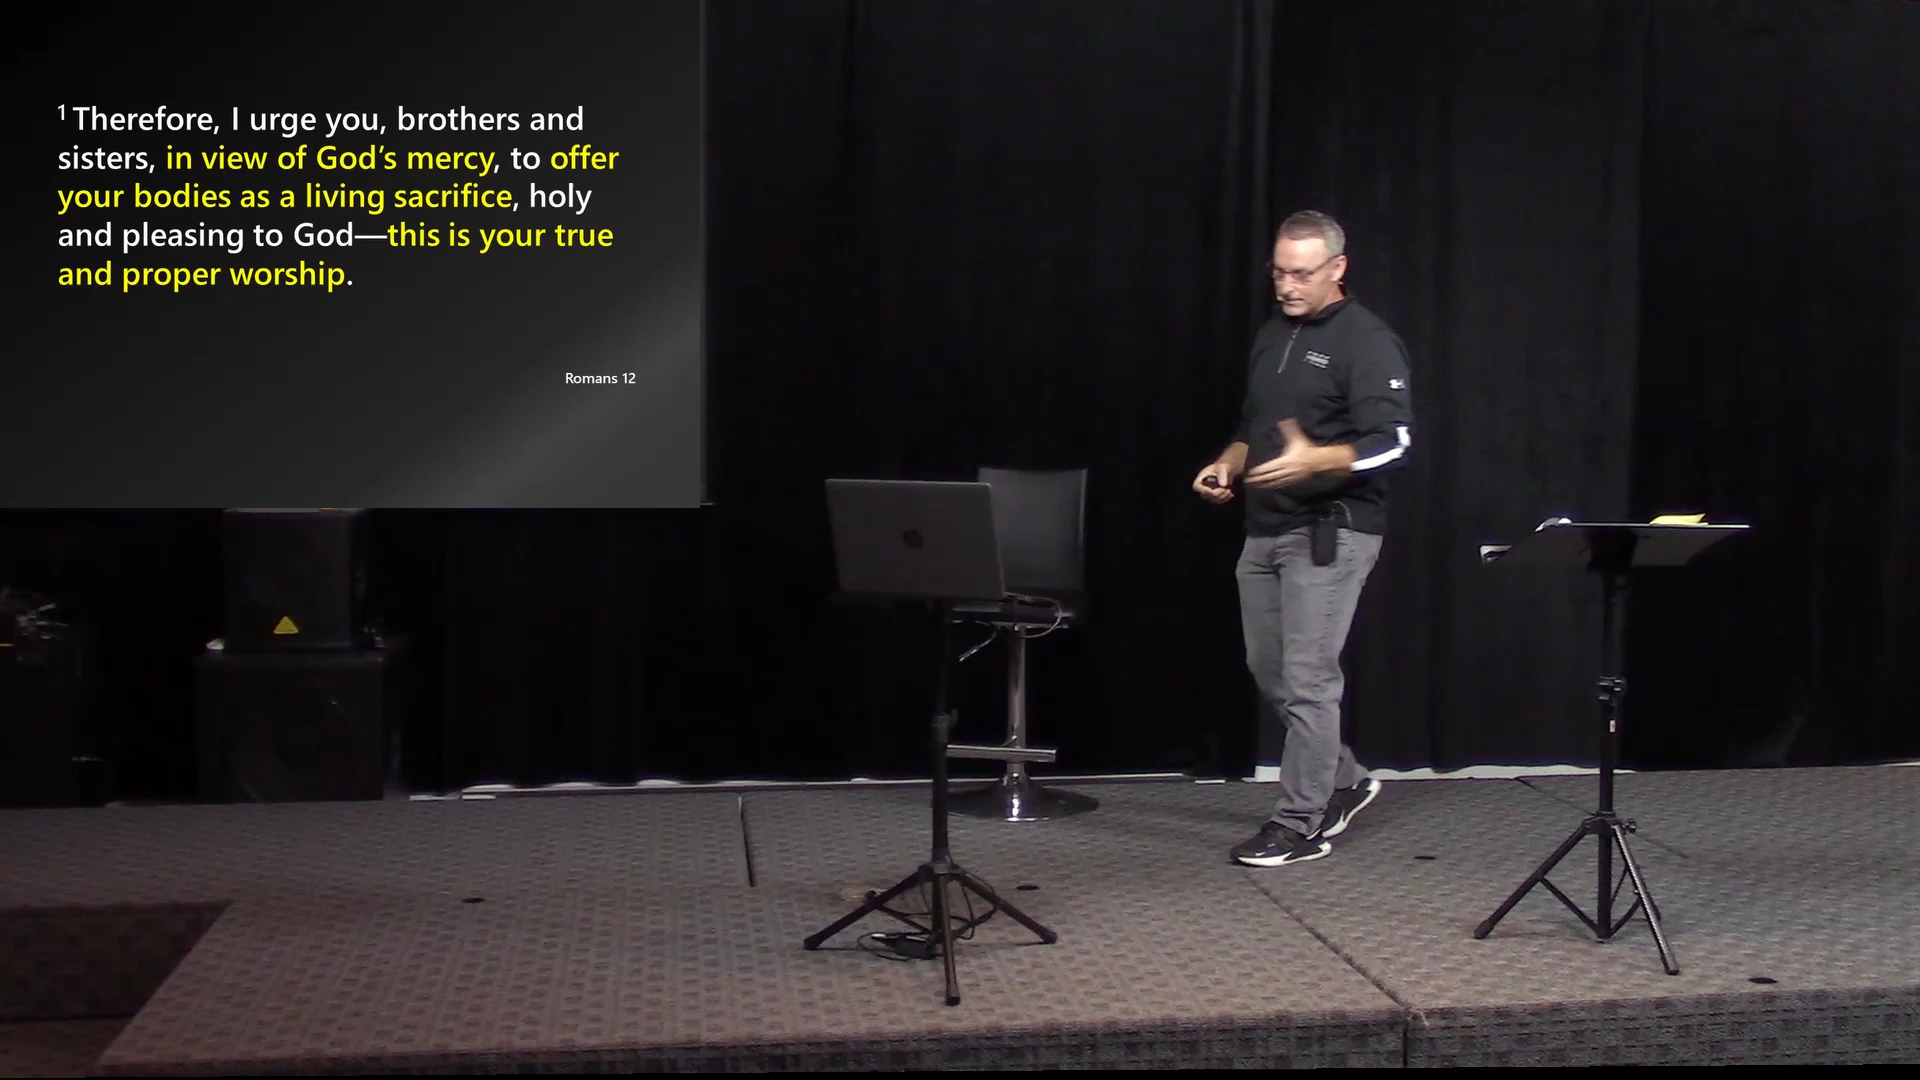 1 Therefore, I urge you, brothers and
sisters, in view of God’s mercy, to offer
your bodies as a living sacrifice, holy
and pleasing to God—this is your true
and proper worship.
Romans 12